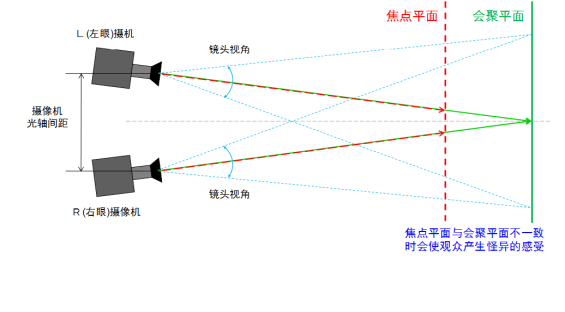 焦点平面
会聚平面
L (左眼)摄机
镜头视角
摄像机
光轴间距
镜头视角
R (右眼)摄像机
焦点平面与会聚平面不一致
时会使观众产生怪异的感受